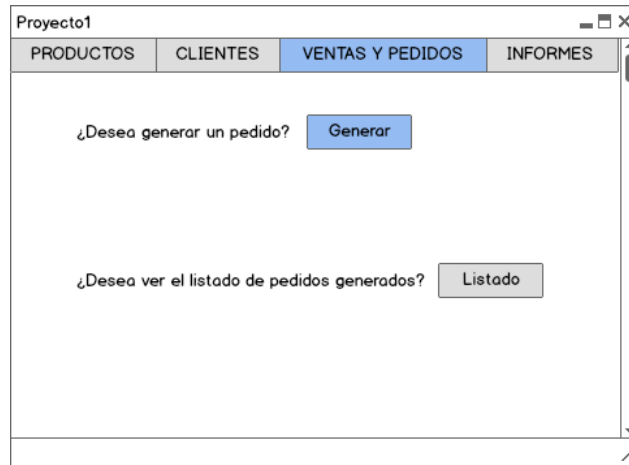 Proyecto1
PRODUCTOS CLIENTES VENTAS Y PEDIDOS INFORMES
¿Desea generar un pedido? Generar
¿Desea ver el listado de pedidos generados? Listado